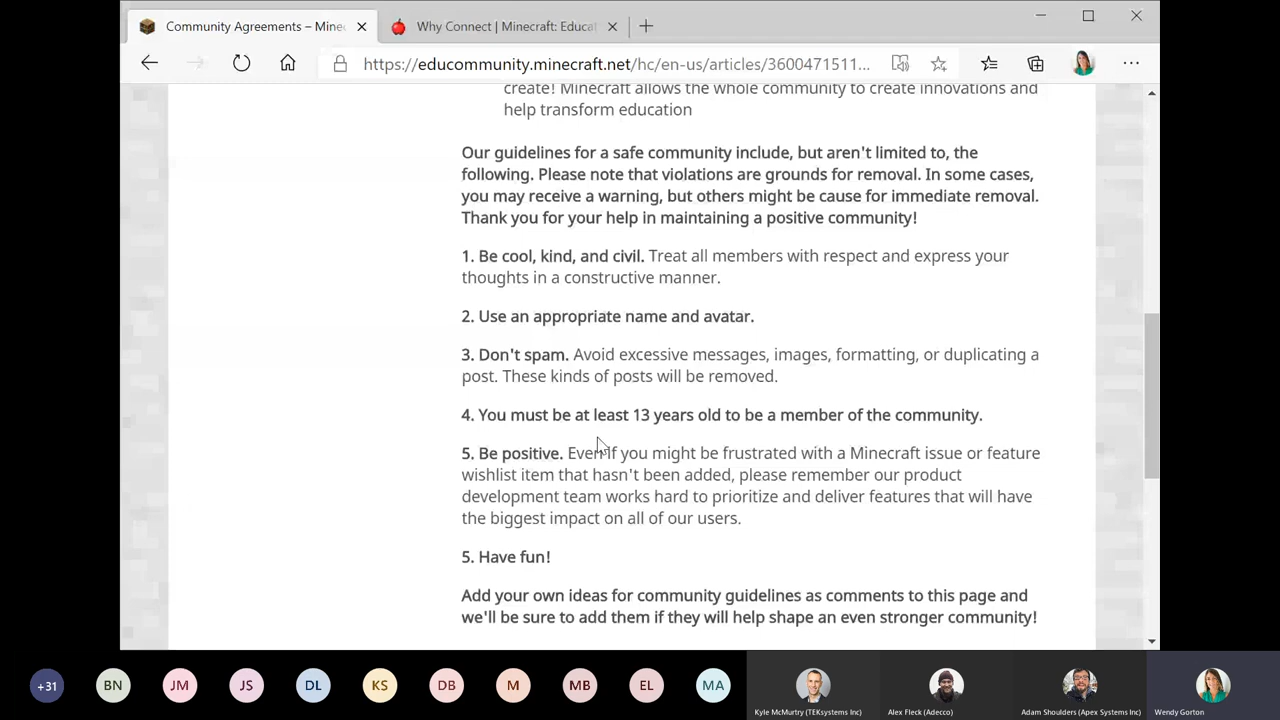 Community Agreements – Mine
Why Connect | Minecraft: Educat
https://educommunity.minecraft.net/hc/en-us/articles/3600471511...
create! Minecraft allows the whole community to create innovations and
help transform education
Our guidelines for a safe community include, but aren't limited to, the
following. Please note that violations are grounds for removal. In some cases,
you may receive a warning, but others might be cause for immediate removal.
Thank you for your help in maintaining a positive community!
1. Be cool, kind, and civil. Treat all members with respect and express your
thoughts in a constructive manner.
2. Use an appropriate name and avatar.
3. Don't spam. Avoid excessive messages, images, formatting, or duplicating a
post. These kinds of posts will be removed.
4. You must be at least 13 years old to be a member of the community.
5. Be positive. Even if you might be frustrated with a Minecraft issue or feature
wishlist item that hasn't been added, please remember our product
development team works hard to prioritize and deliver features that will have
the biggest impact on all of our users.
5. Have fun!
Add your own ideas for community guidelines as comments to this page and
we'll be sure to add them if they will help shape an even stronger community!
+31 BN JM JS DL KS DB M MB EL MA
Kyle McMurtry (TEKsystems Inc) Alex Fleck (Adecco) Adam Shoulders (Apex Systems Inc) Wendy Gorton